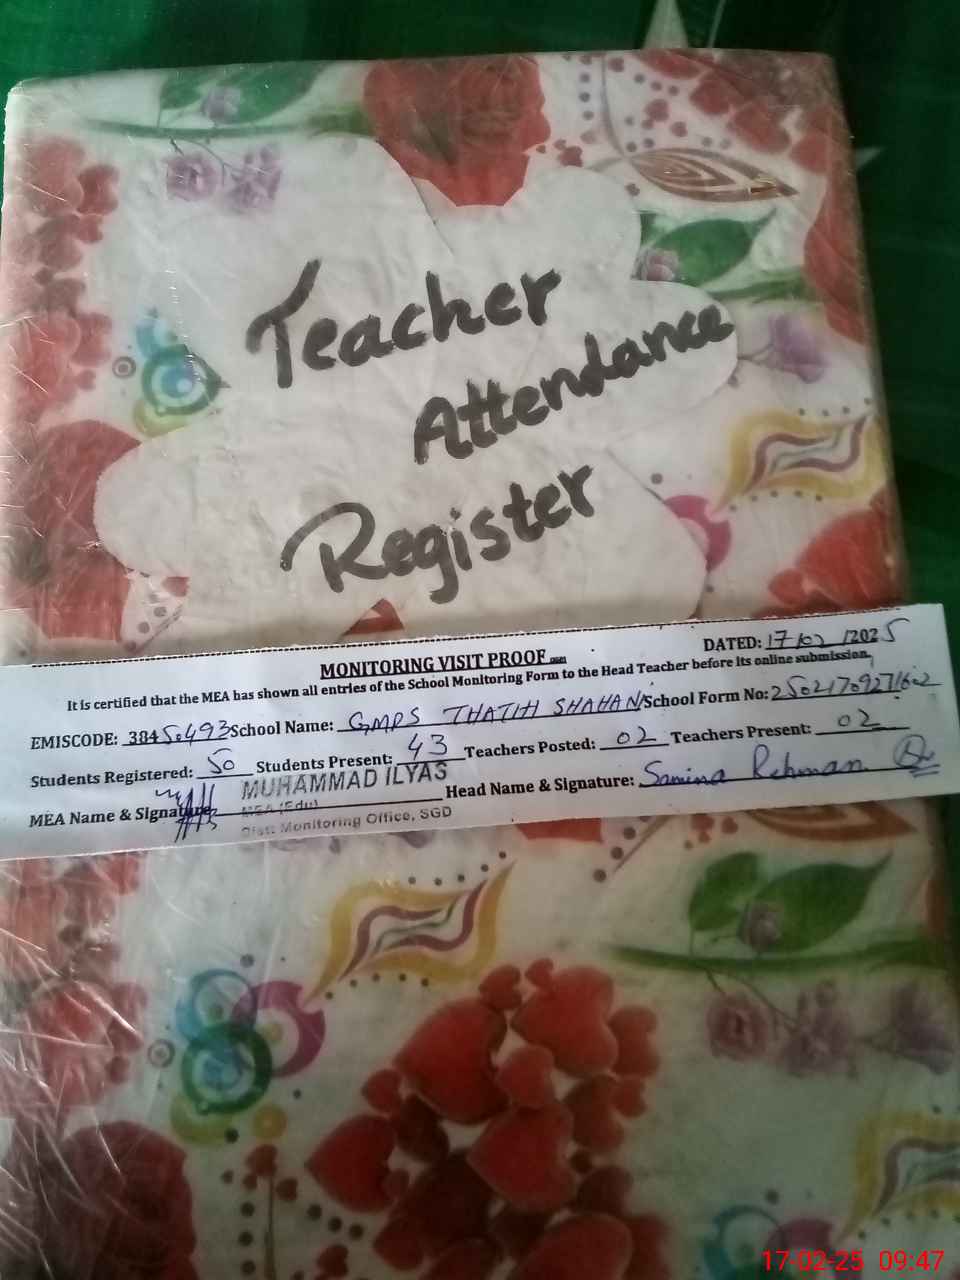 Teacher
Attendance
Register
MONITORING VISIT PROOF
DATED: 17/02/2025
It is certified that the MEA has shown all entries of the School Monitoring Form to the Head Teacher before its online submission.
EMISCODE: 38450493 School Name: GMPS THATIH SHAHANI School Form No: 
Students Registered: 50 Students Present: 43 Teachers Posted: 02 Teachers Present: 02
MEA Name & Signature MUHAMMAD ILYAS Head Name & Signature: Samina Rehman
MEA (Edu)
Distt: Monitoring Office, SGD
17-02-25 09:47